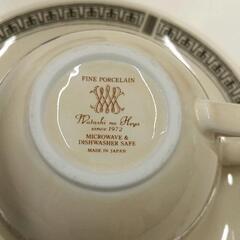 FINE PORCELAIN
Watashi no Heya
since 1972
MICROWAVE &
DISHWASHER SAFE
MADE IN JAPAN